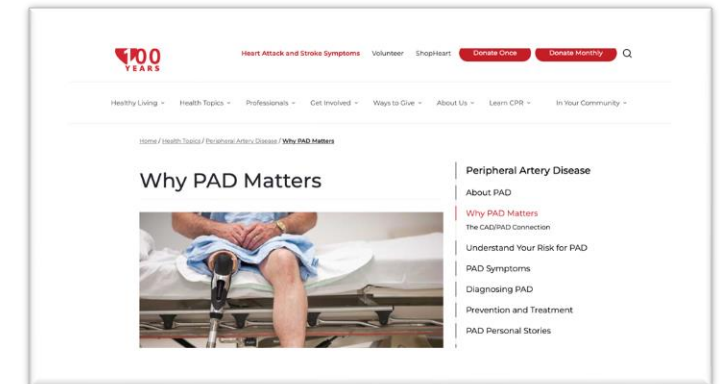 100
YEARS
Heart Attack and Stroke Symptoms Volunteer ShopHeart Donate Once Donate Monthly
Healthy Living Health Topics Professionals Get Involved Ways to Give About Us Learn CPR In Your Community
Home / Health Topics / Peripheral Artery Disease / Why PAD Matters
Why PAD Matters
Peripheral Artery Disease
About PAD
Why PAD Matters
The CAD/PAD Connection
Understand Your Risk for PAD
PAD Symptoms
Diagnosing PAD
Prevention and Treatment
PAD Personal Stories